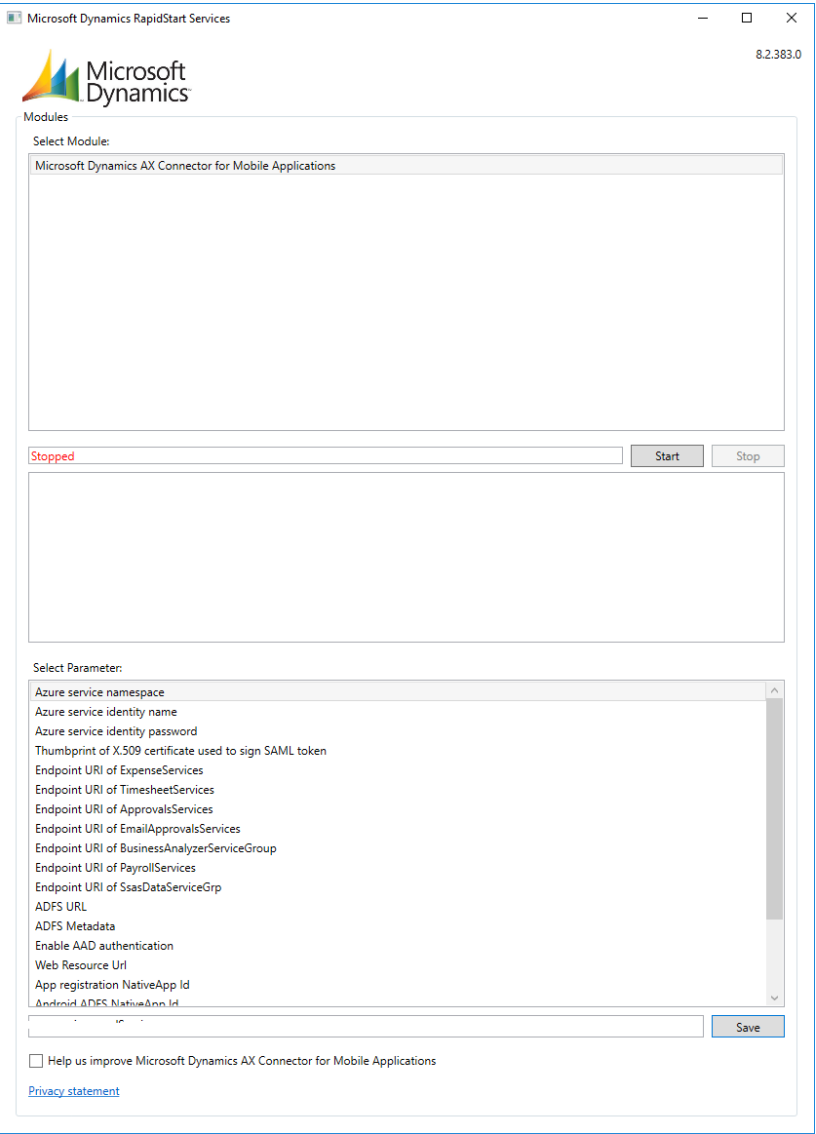 Microsoft Dynamics RapidStart Services
8.2.383.0
Microsoft
Dynamics
Modules
Select Module:
Microsoft Dynamics AX Connector for Mobile Applications
Stopped
Start
Stop
Select Parameter:
Azure service namespace
Azure service identity name
Azure service identity password
Thumbprint of X.509 certificate used to sign SAML token
Endpoint URI of ExpenseServices
Endpoint URI of TimesheetServices
Endpoint URI of ApprovalsServices
Endpoint URI of EmailApprovalsServices
Endpoint URI of BusinessAnalyzerServiceGroup
Endpoint URI of PayrollServices
Endpoint URI of SsasDataServiceGrp
ADFS URL
ADFS Metadata
Enable AAD authentication
Web Resource Url
App registration NativeApp Id
Android ADFS NativeApp Id
Save
Help us improve Microsoft Dynamics AX Connector for Mobile Applications
Privacy statement